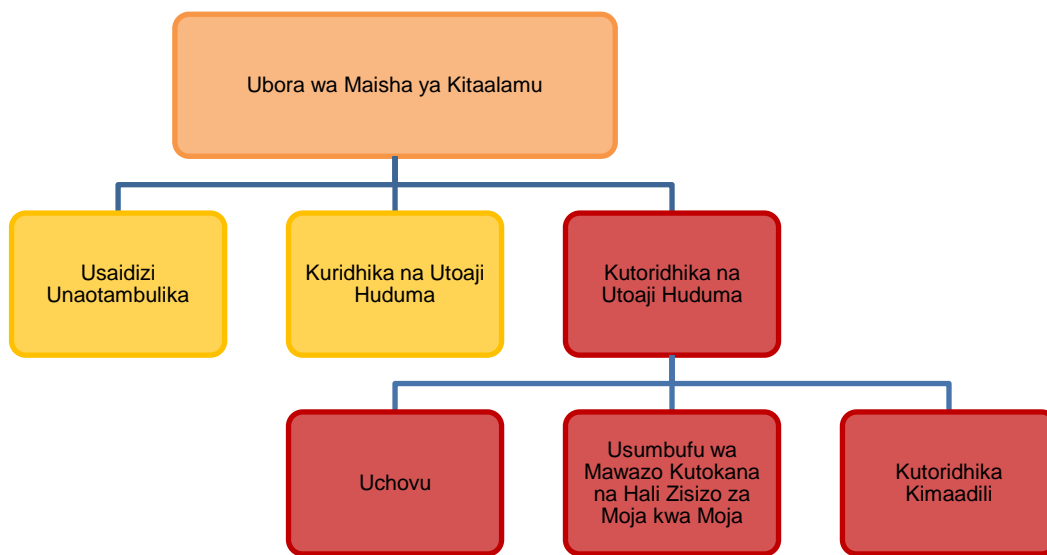 Ubora wa Maisha ya Kitaalamu
Usaidizi
Unaotambulika
Kuridhika na Utoaji
Huduma
Kutoridhika na
Utoaji Huduma
Uchovu
Usumbufu wa
Mawazo Kutokana
na Hali Zisizo za
Moja kwa Moja
Kutoridhika
Kimaadili